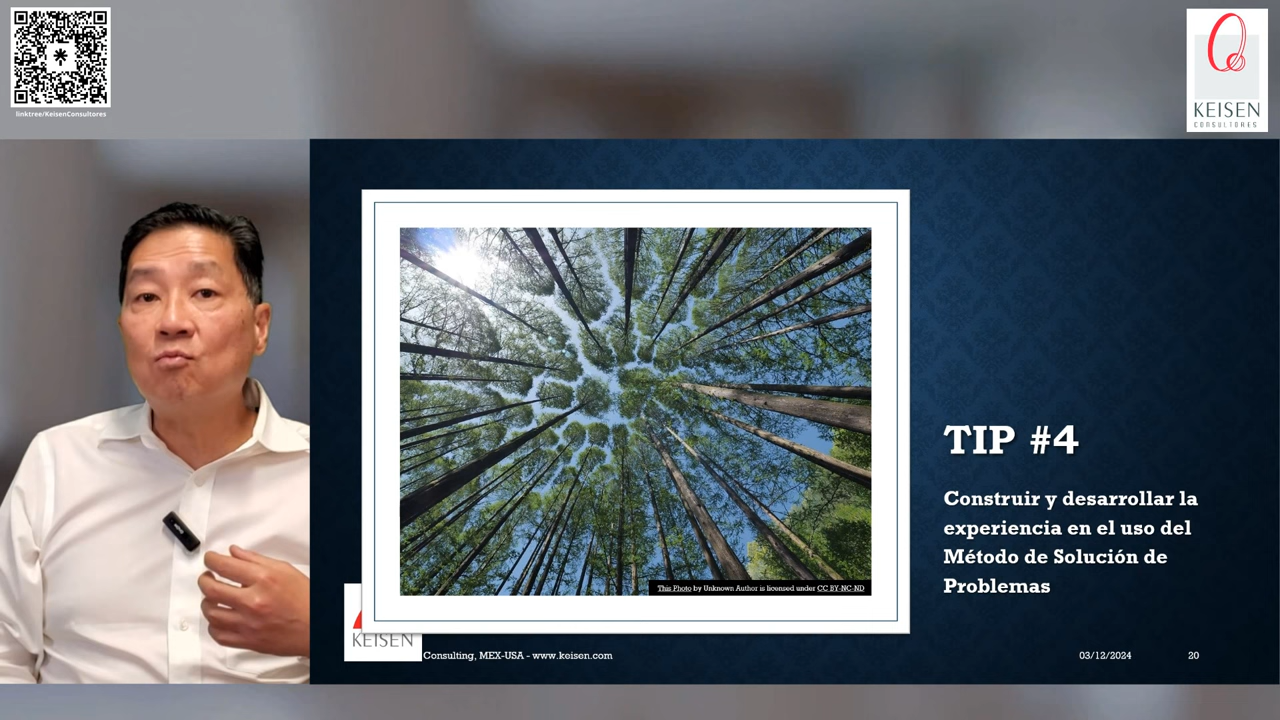 linktree/KeisenConsultores
KEISEN
CONSULTORES
TIP #4
Construir y desarrollar la
experiencia en el uso del
Método de Solución de
Problemas
This Photo by Unknown Author is licensed under CC BY-NC-ND
KEISEN
Consulting, MEX-USA - www.keisen.com
03/12/2024
20